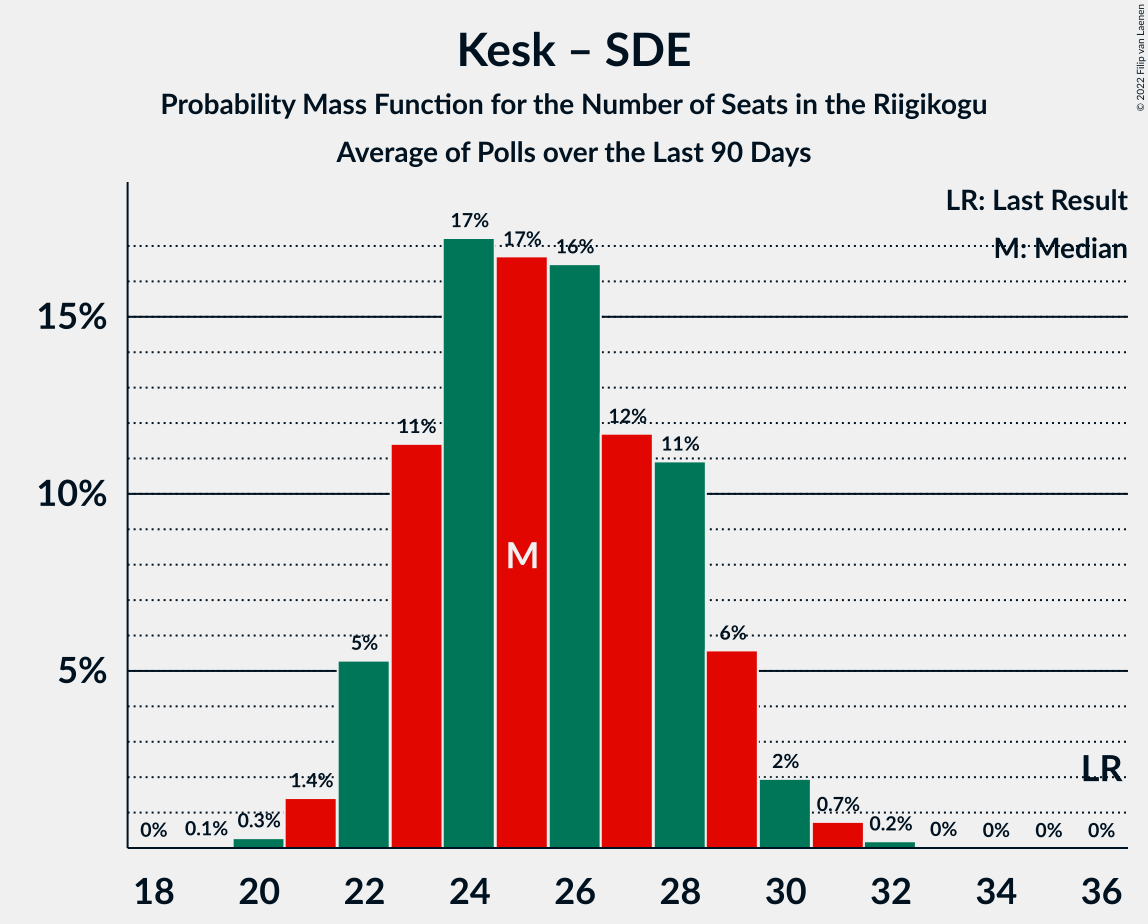 Kesk – SDE
Probability Mass Function for the Number of Seats in the Riigikogu
Average of Polls over the Last 90 Days
© 2022 Filip van Laenen
LR: Last Result
M: Median
17%
17%
16%
15%
12%
11%
11%
10%
M
6%
5%
5%
2%
LR
1.4%
0.7%
0% 0.1% 0.3% 0.2% 0% 0% 0% 0%
18 20 22 24 26 28 30 32 34 36